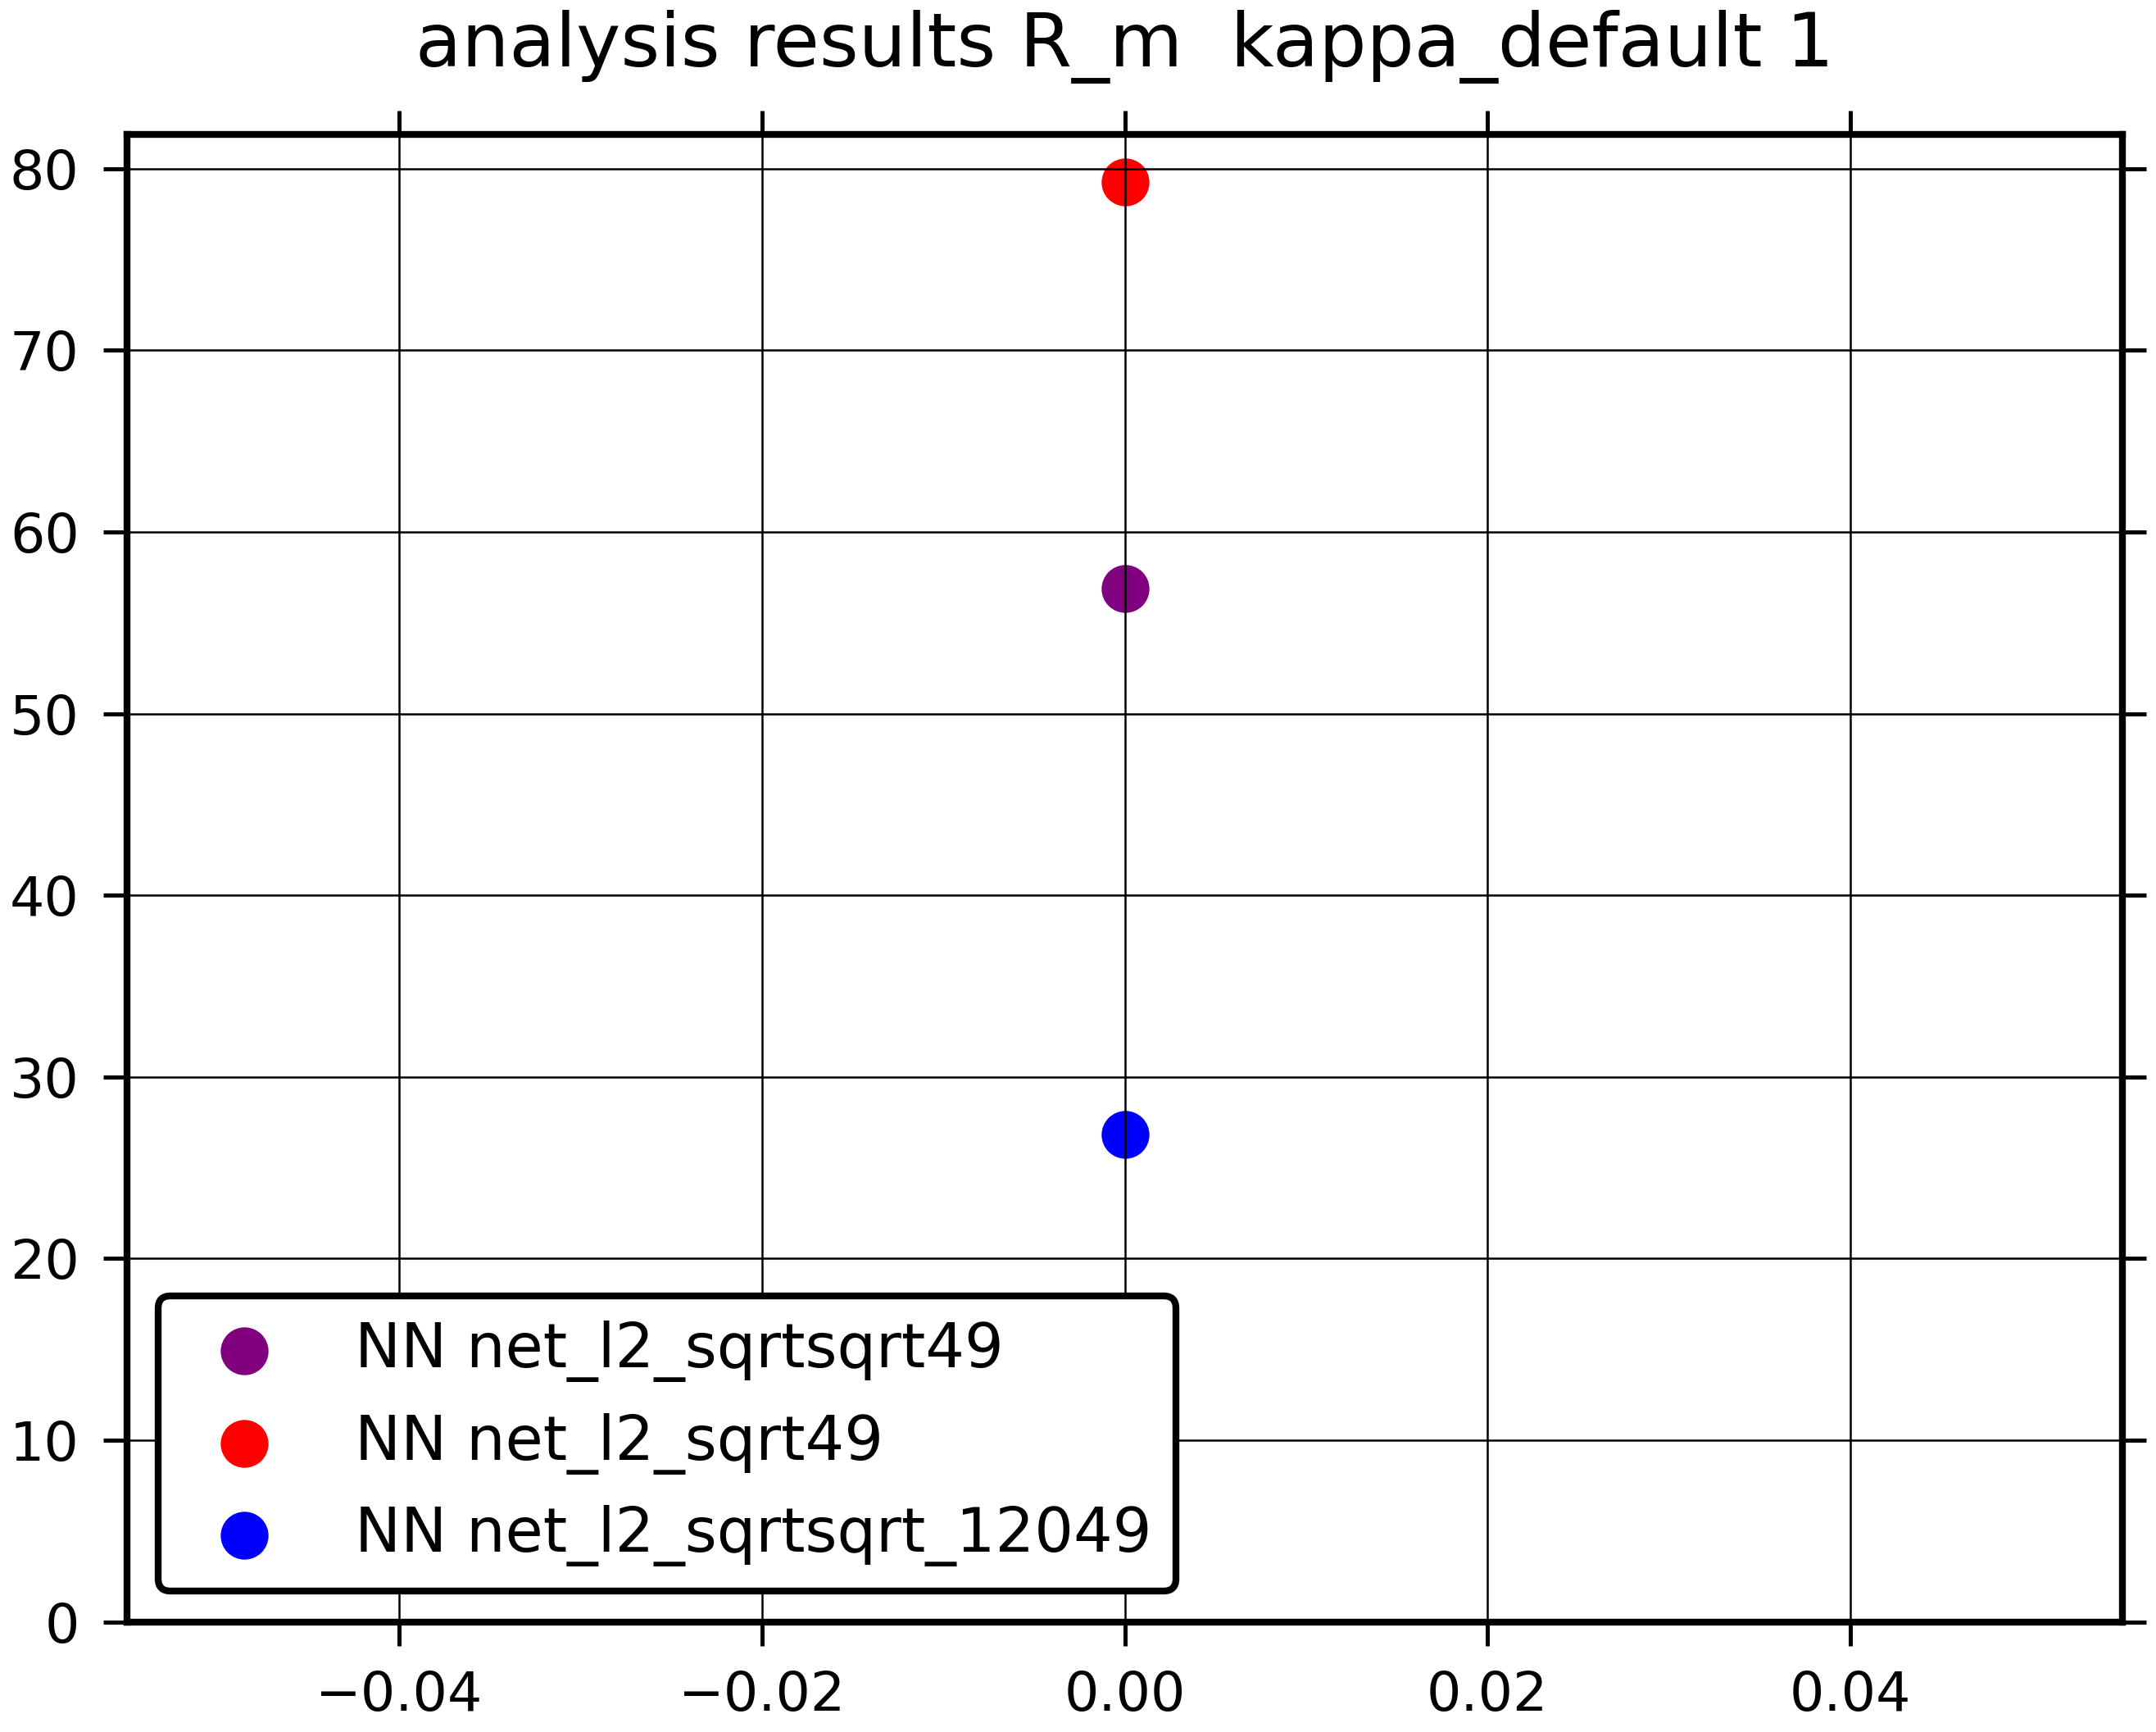 analysis results R_m  kappa_default 1
80
70
60
50
40
30
20
10
0
NN net_l2_sqrtsqrt49
NN net_l2_sqrt49
NN net_l2_sqrtsqrt_12049
−0.04 −0.02 0.00 0.02 0.04